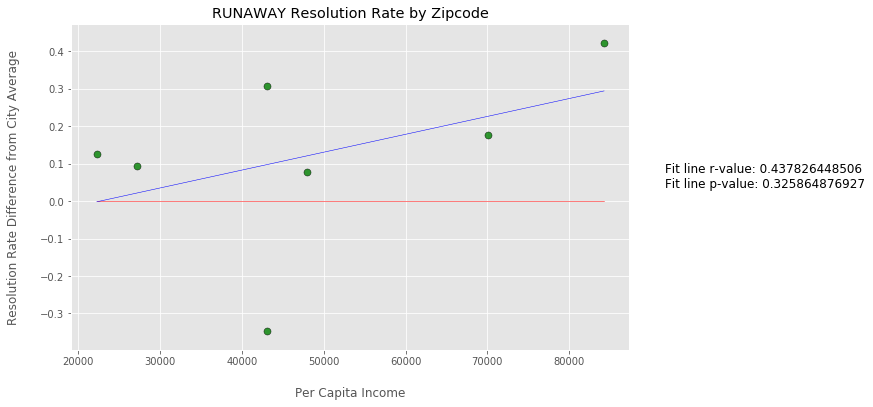 RUNAWAY Resolution Rate by Zipcode
Resolution Rate Difference from City Average
0.4
0.3
0.2
0.1
0.0
−0.1
−0.2
−0.3
20000 30000 40000 50000 60000 70000 80000
Per Capita Income
Fit line r-value: 0.437826448506
Fit line p-value: 0.325864876927